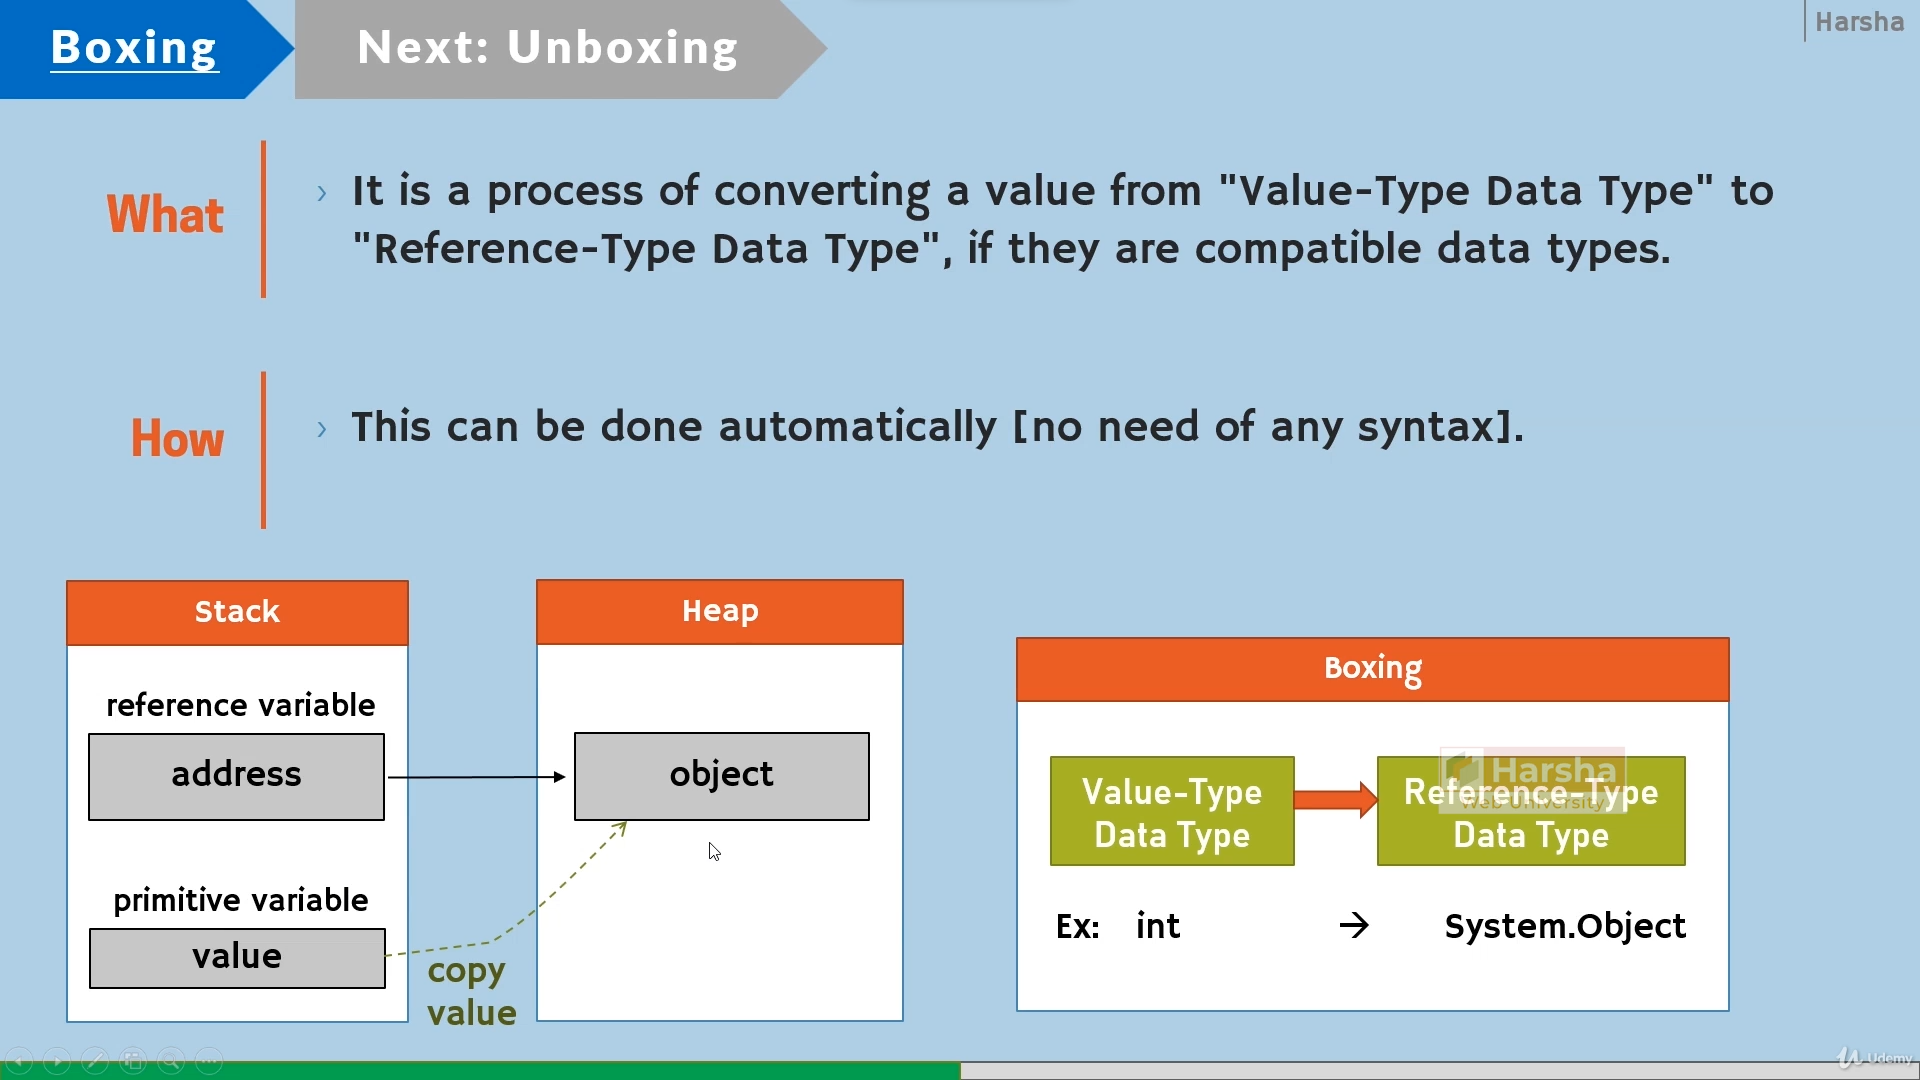 Boxing
Next: Unboxing
Harsha
What
› It is a process of converting a value from "Value-Type Data Type" to
"Reference-Type Data Type", if they are compatible data types.
How
› This can be done automatically [no need of any syntax].
Stack
reference variable
address
primitive variable
value
copy
value
Heap
object
Boxing
Value-Type
Data Type
Reference-Type
Data Type
Harsha
Web University
Ex: int → System.Object
Udemy